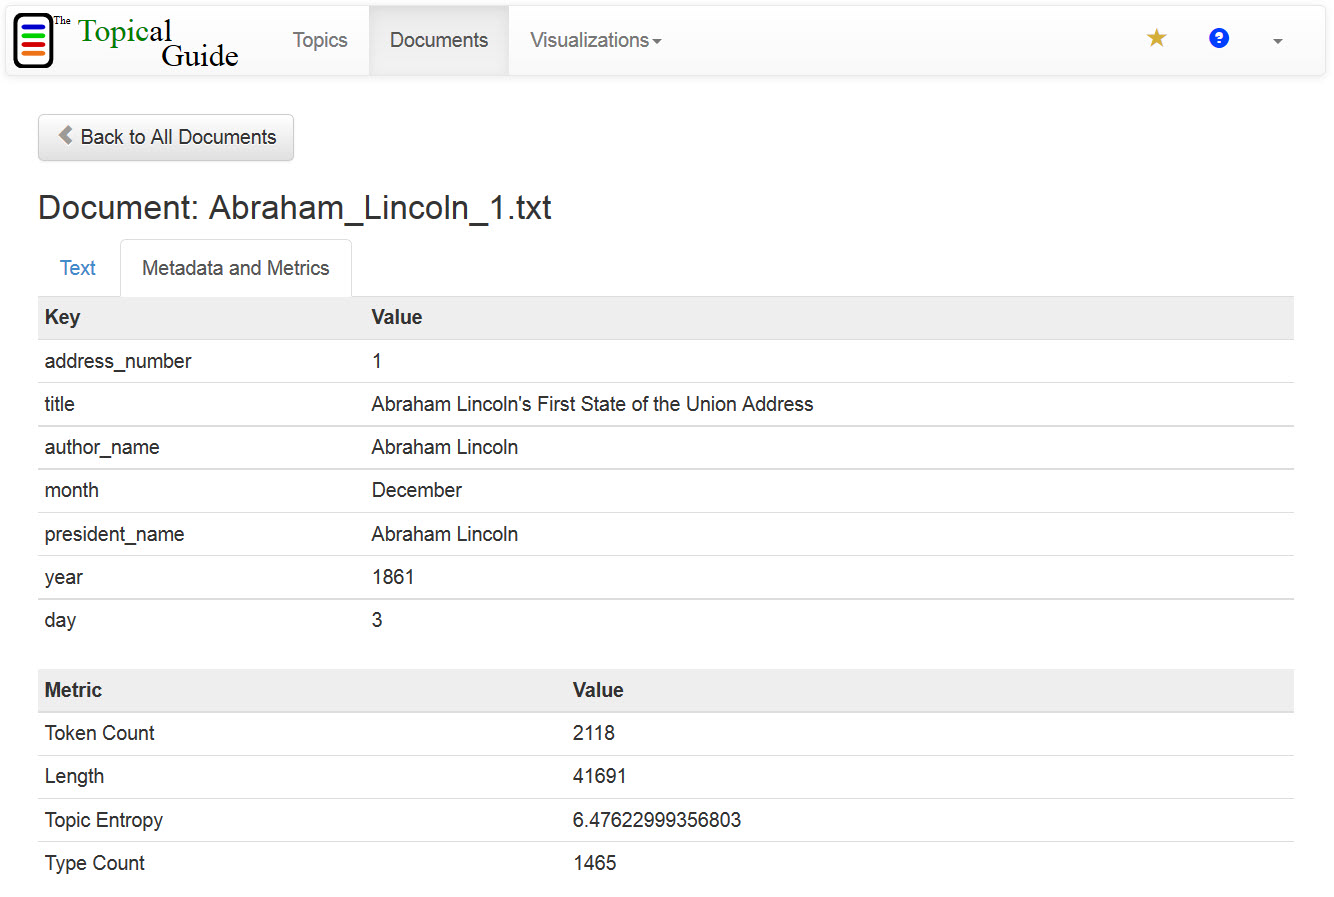 The Topical Guide
Topics Documents Visualizations
?
Back to All Documents
Document: Abraham_Lincoln_1.txt
Text Metadata and Metrics
Key Value
address_number 1
title Abraham Lincoln's First State of the Union Address
author_name Abraham Lincoln
month December
president_name Abraham Lincoln
year 1861
day 3
Metric Value
Token Count 2118
Length 41691
Topic Entropy 6.47622999356803
Type Count 1465